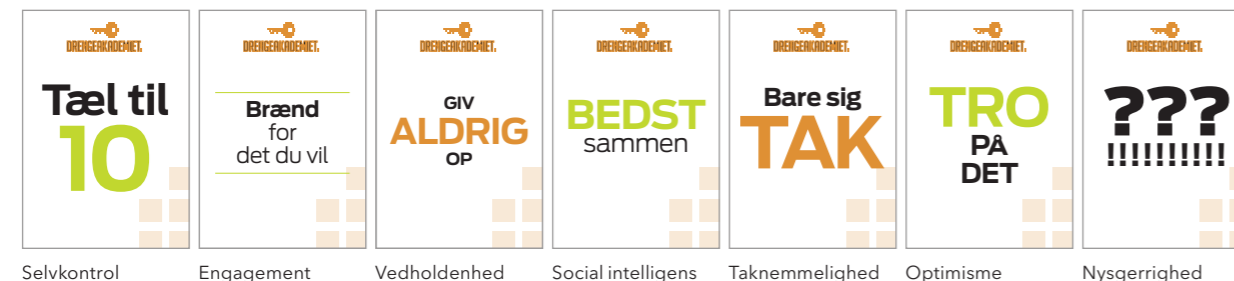 DRENGEAKADEMIET.
Tæl til
10
Selvkontrol
DRENGEAKADEMIET.
Brænd
for
det du vil
Engagement
DRENGEAKADEMIET.
GIV
ALDRIG
OP
Vedholdenhed
DRENGEAKADEMIET.
BEDST
sammen
Social intelligens
DRENGEAKADEMIET.
Bare sig
TAK
Taknemmelighed
DRENGEAKADEMIET.
TRO
PÅ
DET
Optimisme
DRENGEAKADEMIET.
???
!!!!!!!!!!
Nysgerrighed